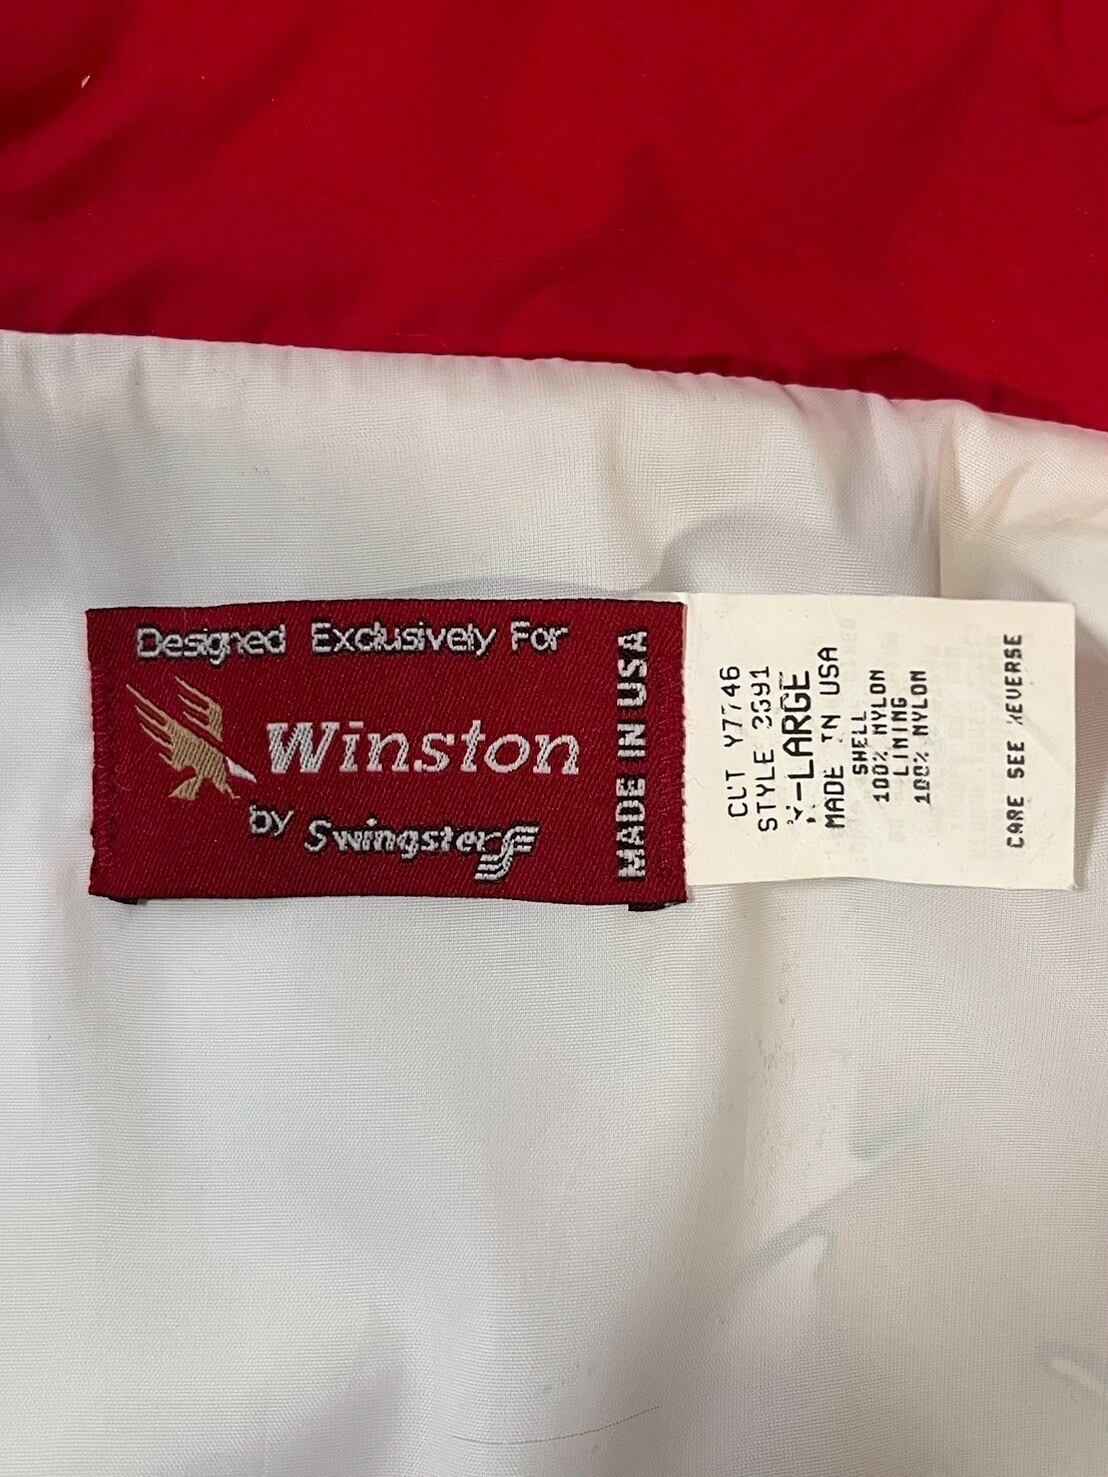 Designed Exclusively For
Winston
by Swingster
MADE IN USA
CUT Y7746
STYLE
X-LARGE
MADE IN USA
SHELL
100% NYLON
LINING
100% NYLON
CARE SEE REVERSE